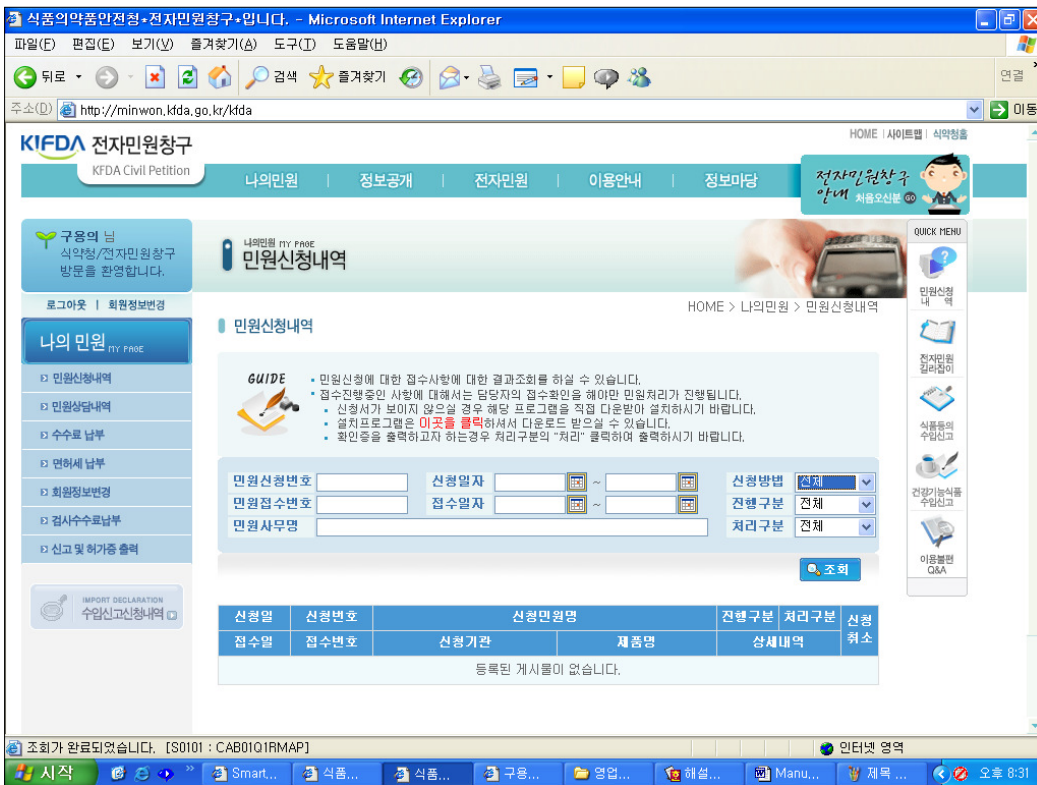 식품의약품안전청*전자민원창구*입니다. - Microsoft Internet Explorer
파일(F) 편집(E) 보기(V) 즐겨찾기(A) 도구(T) 도움말(H)
뒤로 검색 즐겨찾기 연결
주소(D) http://minwon.kfda.go.kr/kfda 이동
KIFDA 전자민원창구
KFDA Civil Petition
HOME | 사이트맵 | 식약청홈
나의민원 | 정보공개 | 전자민원 | 이용안내 | 정보마당
전자민원창구
안내 처음오신분 GO
구용의 님
식약청/전자민원창구
방문을 환영합니다.
로그아웃 | 회원정보변경
나의 민원 MY PAGE
민원신청내역
민원상담내역
수수료 납부
면허세 납부
회원정보변경
검사수수료납부
신고 및 허가증 출력
IMPORT DECLARATION
수입신고신청내역
나의민원 MY PAGE
민원신청내역
HOME > 나의민원 > 민원신청내역
민원신청내역
GUIDE
민원신청에 대한 접수사항에 대한 결과조회를 하실 수 있습니다.
접수진행중인 사항에 대해서는 담당자의 접수확인을 해야만 민원처리가 진행됩니다.
신청서가 보이지 않으실 경우 해당 프로그램을 직접 다운받아 설치하시기 바랍니다.
설치프로그램은 이곳을 클릭하셔서 다운로드 받으실 수 있습니다.
확인증을 출력하고자 하는경우 처리구분의 "처리" 클릭하여 출력하시기 바랍니다.
민원신청번호 신청일자 ~ 신청방법 전체
민원접수번호 접수일자 ~ 진행구분 전체
민원사무명 처리구분 전체
조회
신청일 신청번호 신청민원명 진행구분 처리구분 신청
취소
접수일 접수번호 신청기관 제품명 상세내역
등록된 게시물이 없습니다.
QUICK MENU
민원신청
내 역
전자민원
길라잡이
식품등의
수입신고
건강기능식품
수입신고
이용불편
Q&A
조회가 완료되었습니다. [S0101 : CAB01Q1RMAP] 인터넷 영역
시작 Smart... 식품... 식품... 구용... 영업... 해설... Manu... 제목 ... 오후 8:31